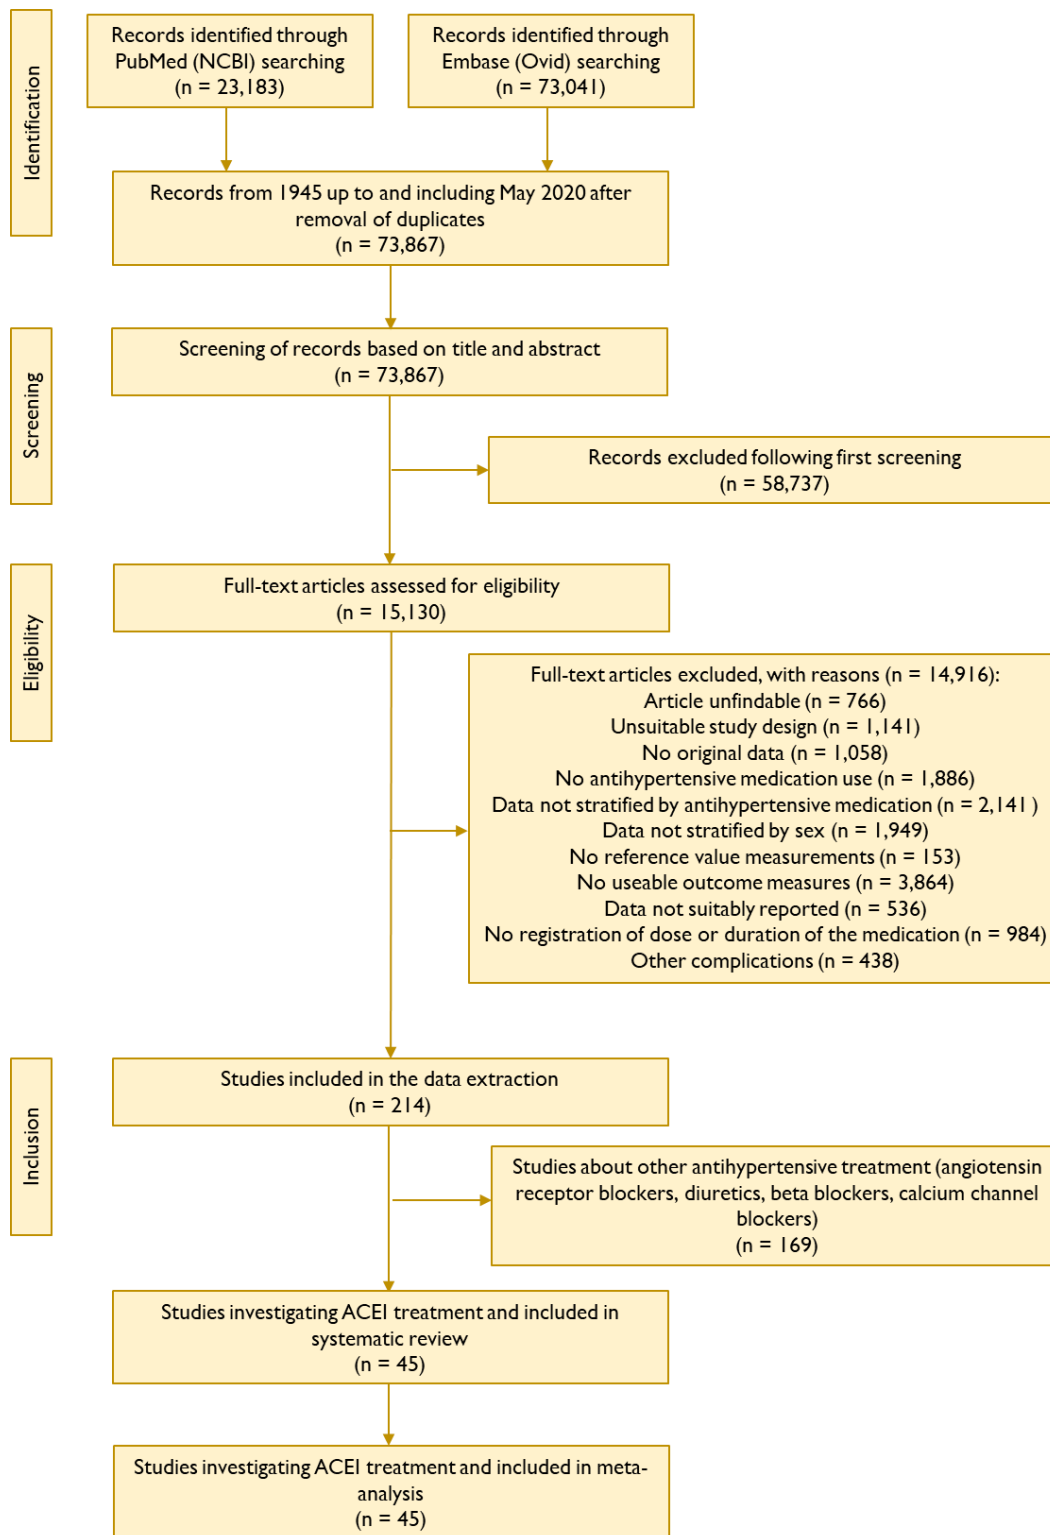 Identification
Records identified through
PubMed (NCBI) searching
(n = 23,183)
Records identified through
Embase (Ovid) searching
(n = 73,041)
Records from 1945 up to and including May 2020 after
removal of duplicates
(n = 73,867)
Screening
Screening of records based on title and abstract
(n = 73,867)
Records excluded following first screening
(n = 58,737)
Eligibility
Full-text articles assessed for eligibility
(n = 15,130)
Full-text articles excluded, with reasons (n = 14,916):
Article unfindable (n = 766)
Unsuitable study design (n = 1,141)
No original data (n = 1,058)
No antihypertensive medication use (n = 1,886)
Data not stratified by antihypertensive medication (n = 2,141 )
Data not stratified by sex (n = 1,949)
No reference value measurements (n = 153)
No useable outcome measures (n = 3,864)
Data not suitably reported (n = 536)
No registration of dose or duration of the medication (n = 984)
Other complications (n = 438)
Inclusion
Studies included in the data extraction
(n = 214)
Studies about other antihypertensive treatment (angiotensin
receptor blockers, diuretics, beta blockers, calcium channel
blockers)
(n = 169)
Studies investigating ACEI treatment and included in
systematic review
(n = 45)
Studies investigating ACEI treatment and included in meta-
analysis
(n = 45)